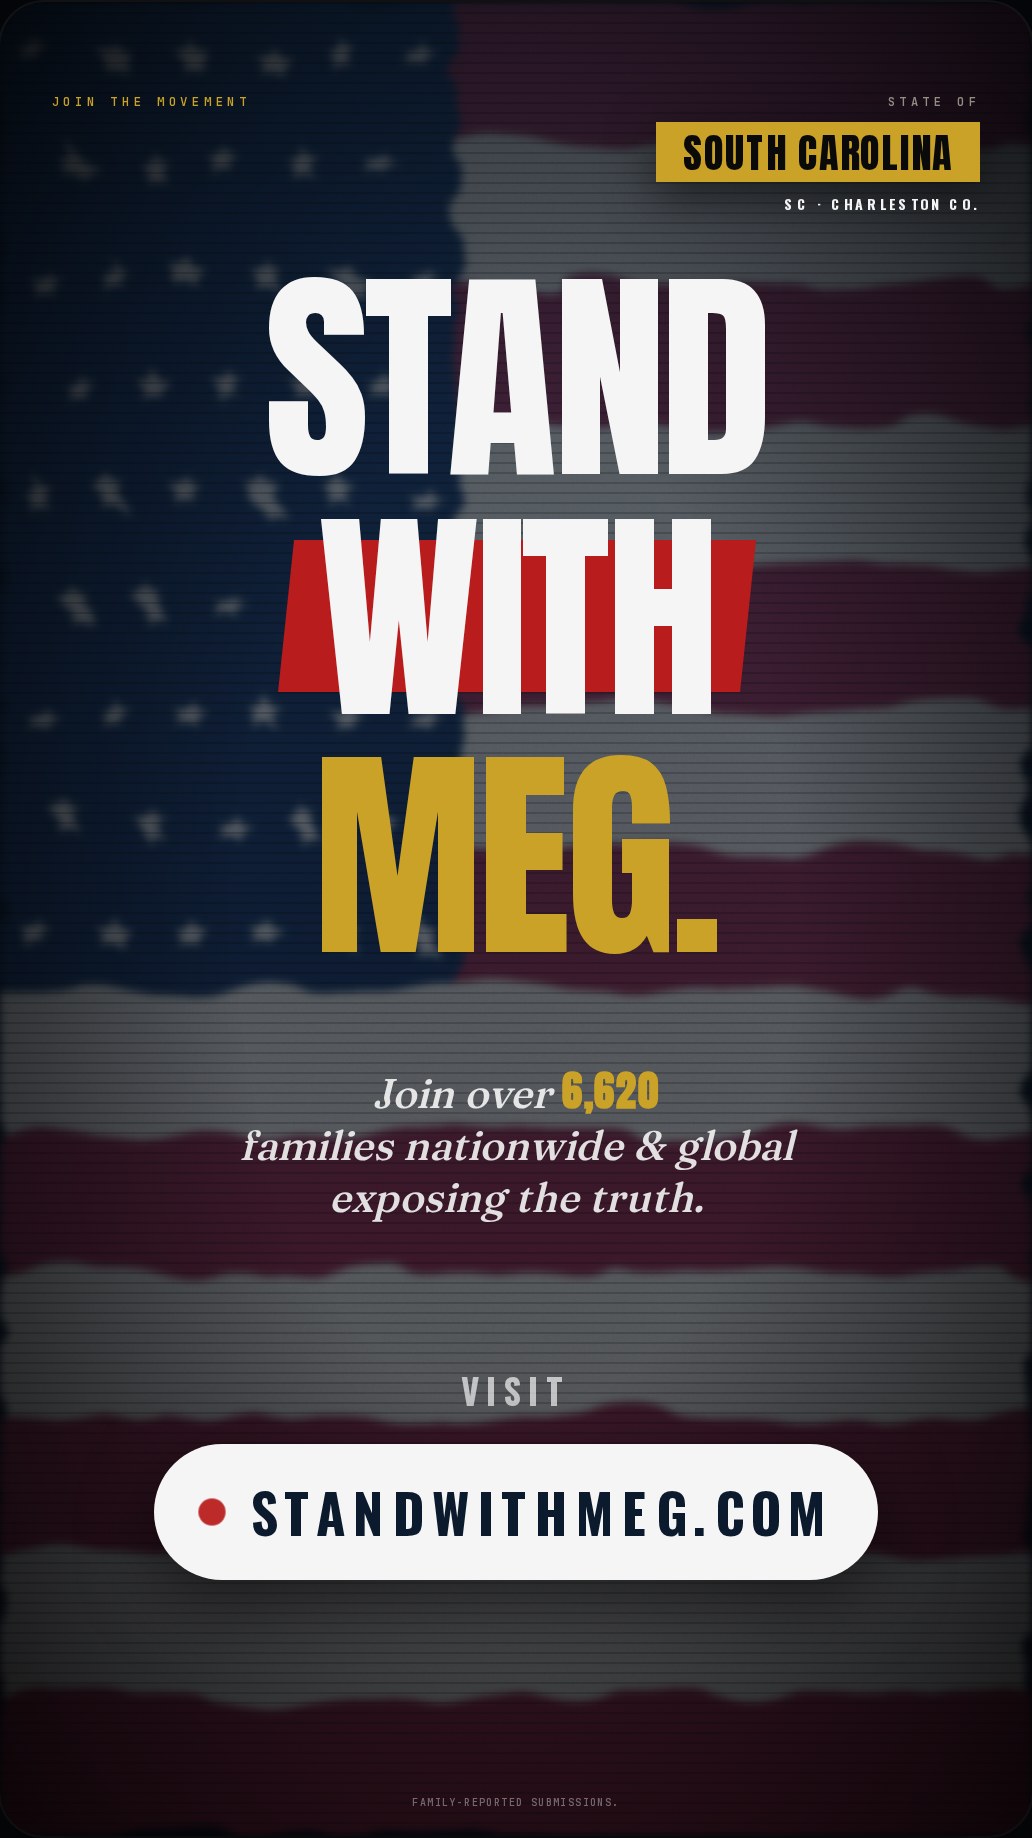 JOIN THE MOVEMENT
STATE OF
SOUTH CAROLINA
SC · CHARLESTON CO.
STAND
WITH
MEG.
Join over 6,620
families nationwide & global
exposing the truth.
VISIT
STANDWITHMEG.COM
FAMILY-REPORTED SUBMISSIONS.